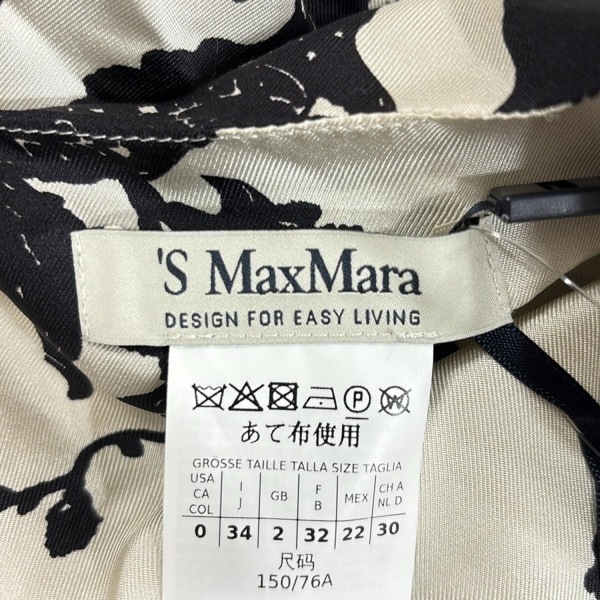 'S MaxMara
DESIGN FOR EASY LIVING
P W
あて布使用
GRÖSSE TAILLE TALLA SIZE TAGLIA
USA CA COL I J GB F B MEX CH A NL D
0 34 2 32 22 30
尺码
150/76A